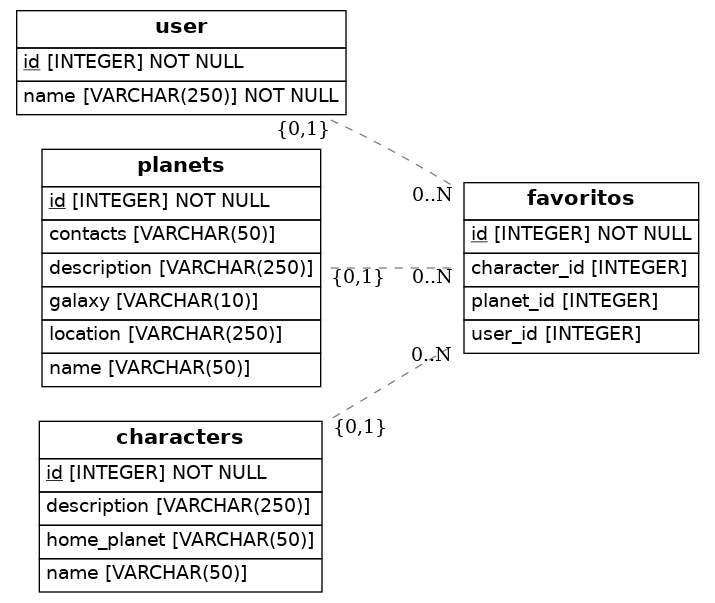 user
id [INTEGER] NOT NULL
name [VARCHAR(250)] NOT NULL
{0,1}
0..N
planets
id [INTEGER] NOT NULL
contacts [VARCHAR(50)]
description [VARCHAR(250)]
galaxy [VARCHAR(10)]
location [VARCHAR(250)]
name [VARCHAR(50)]
{0,1}
0..N
favoritos
id [INTEGER] NOT NULL
character_id [INTEGER]
planet_id [INTEGER]
user_id [INTEGER]
0..N
{0,1}
characters
id [INTEGER] NOT NULL
description [VARCHAR(250)]
home_planet [VARCHAR(50)]
name [VARCHAR(50)]